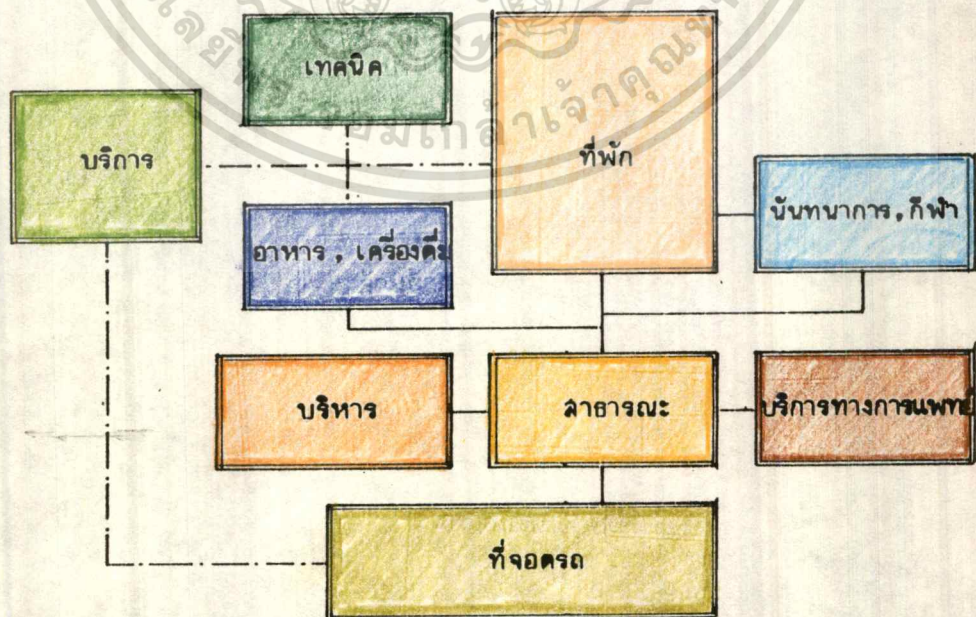 เทคนิค
บริการ
ที่พัก
นันทนาการ, กีฬา
อาหาร, เครื่องดื่ม
บริหาร
สาธารณะ
บริการทางการแพทย์
ที่จอดรถ